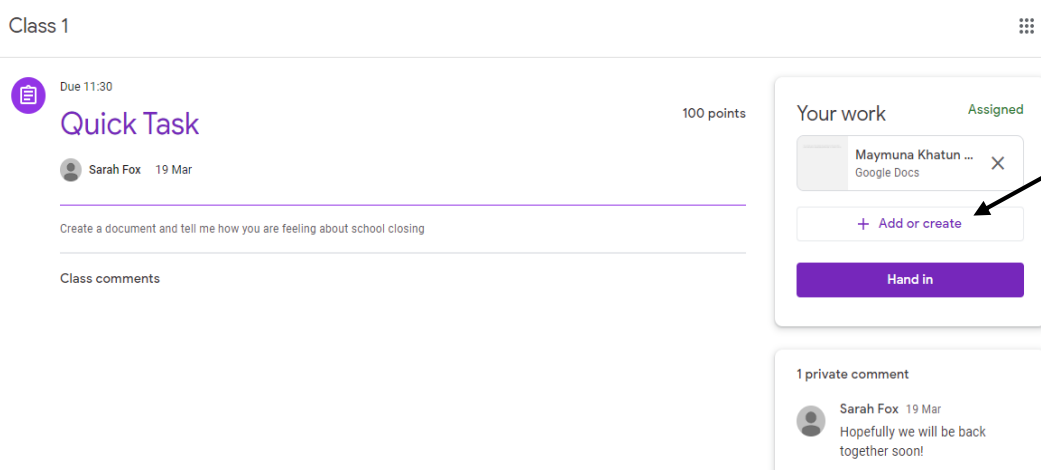 Class 1
Due 11:30
Quick Task
100 points
Sarah Fox 19 Mar
Create a document and tell me how you are feeling about school closing
Class comments
Your work
Assigned
Maymuna Khatun ...
Google Docs
+ Add or create
Hand in
1 private comment
Sarah Fox 19 Mar
Hopefully we will be back
together soon!